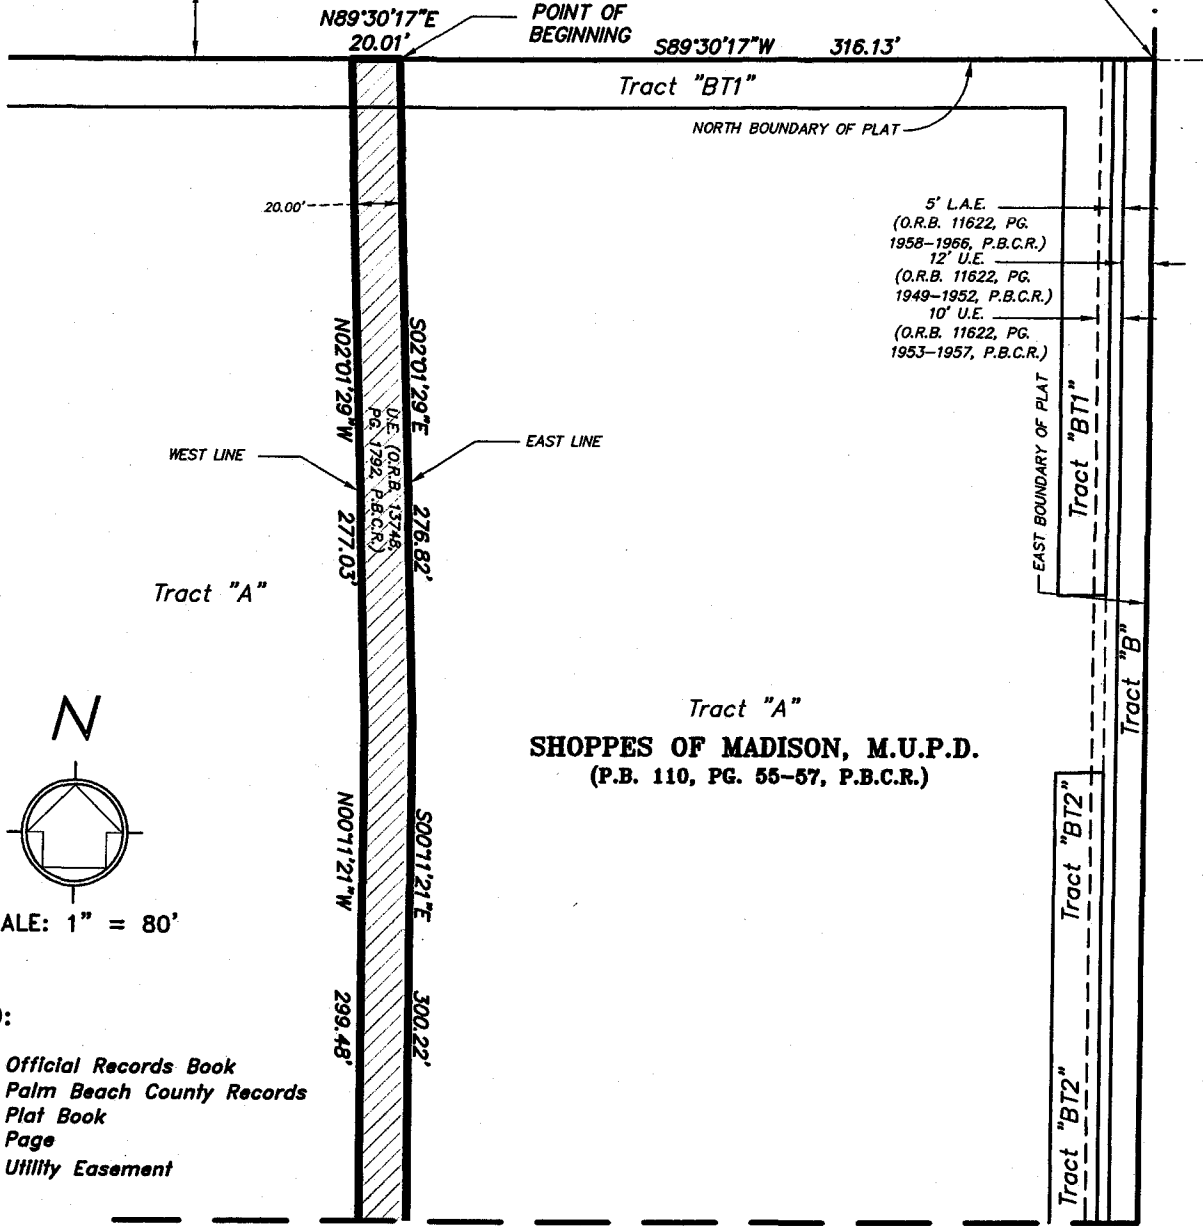 N89°30'17"E
20.01'
POINT OF
BEGINNING
S89°30'17"W 316.13'
Tract "BT1"
NORTH BOUNDARY OF PLAT
20.00'
5' L.A.E.
(O.R.B. 11622, PG.
1958-1966, P.B.C.R.)
12' U.E.
(O.R.B. 11622, PG.
1949-1952, P.B.C.R.)
10' U.E.
(O.R.B. 11622, PG.
1953-1957, P.B.C.R.)
N02°01'29"W
277.03'
S02°01'29"E
276.82'
U.E. (O.R.B. 13748,
PG. 1792, P.B.C.R.)
WEST LINE
EAST LINE
EAST BOUNDARY OF PLAT
Tract "BT1"
Tract "A"
Tract "B"
Tract "A"
SHOPPES OF MADISON, M.U.P.D.
(P.B. 110, PG. 55-57, P.B.C.R.)
N
N00°11'21"W
299.48'
S00°11'21"E
300.22'
Tract "BT2"
ALE: 1" = 80'
):
Official Records Book
Palm Beach County Records
Plat Book
Page
Utility Easement
Tract "BT2"